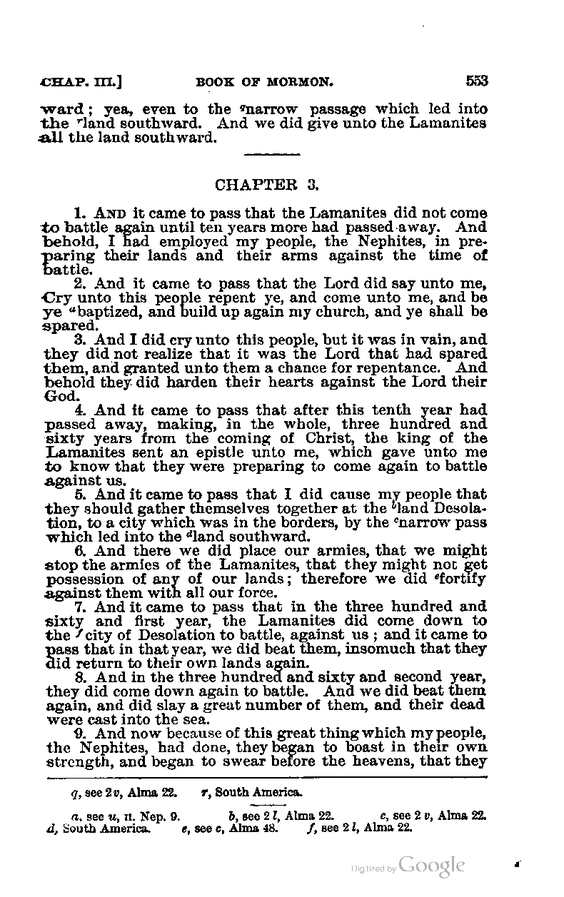 CHAP. III.] BOOK OF MORMON. 553
ward; yea, even to the qnarrow passage which led into
the rland southward. And we did give unto the Lamanites
all the land southward.
CHAPTER 3.
1. AND it came to pass that the Lamanites did not come
to battle again until ten years more had passed away. And
behold, I had employed my people, the Nephites, in pre-
paring their lands and their arms against the time of
battle.
2. And it came to pass that the Lord did say unto me,
Cry unto this people repent ye, and come unto me, and be
ye abaptized, and build up again my church, and ye shall be
spared.
3. And I did cry unto this people, but it was in vain, and
they did not realize that it was the Lord that had spared
them, and granted unto them a chance for repentance. And
behold they did harden their hearts against the Lord their
God.
4. And it came to pass that after this tenth year had
passed away, making, in the whole, three hundred and
sixty years from the coming of Christ, the king of the
Lamanites sent an epistle unto me, which gave unto me
to know that they were preparing to come again to battle
against us.
5. And it came to pass that I did cause my people that
they should gather themselves together at the bland Desola-
tion, to a city which was in the borders, by the cnarrow pass
which led into the dland southward.
6. And there we did place our armies, that we might
stop the armies of the Lamanites, that they might not get
possession of any of our lands; therefore we did efortify
against them with all our force.
7. And it came to pass that in the three hundred and
sixty and first year, the Lamanites did come down to
the fcity of Desolation to battle, against us; and it came to
pass that in that year, we did beat them, insomuch that they
did return to their own lands again.
8. And in the three hundred and sixty and second year,
they did come down again to battle. And we did beat them
again, and did slay a great number of them, and their dead
were cast into the sea.
9. And now because of this great thing which my people,
the Nephites, had done, they began to boast in their own
strength, and began to swear before the heavens, that they
q, see 2 v, Alma 22. r, South America.
a, see u, II. Nep. 9. b, see 2 l, Alma 22. c, see 2 v, Alma 22.
d, South America. e, see c, Alma 48. f, see 2 l, Alma 22.
Digitized by Google